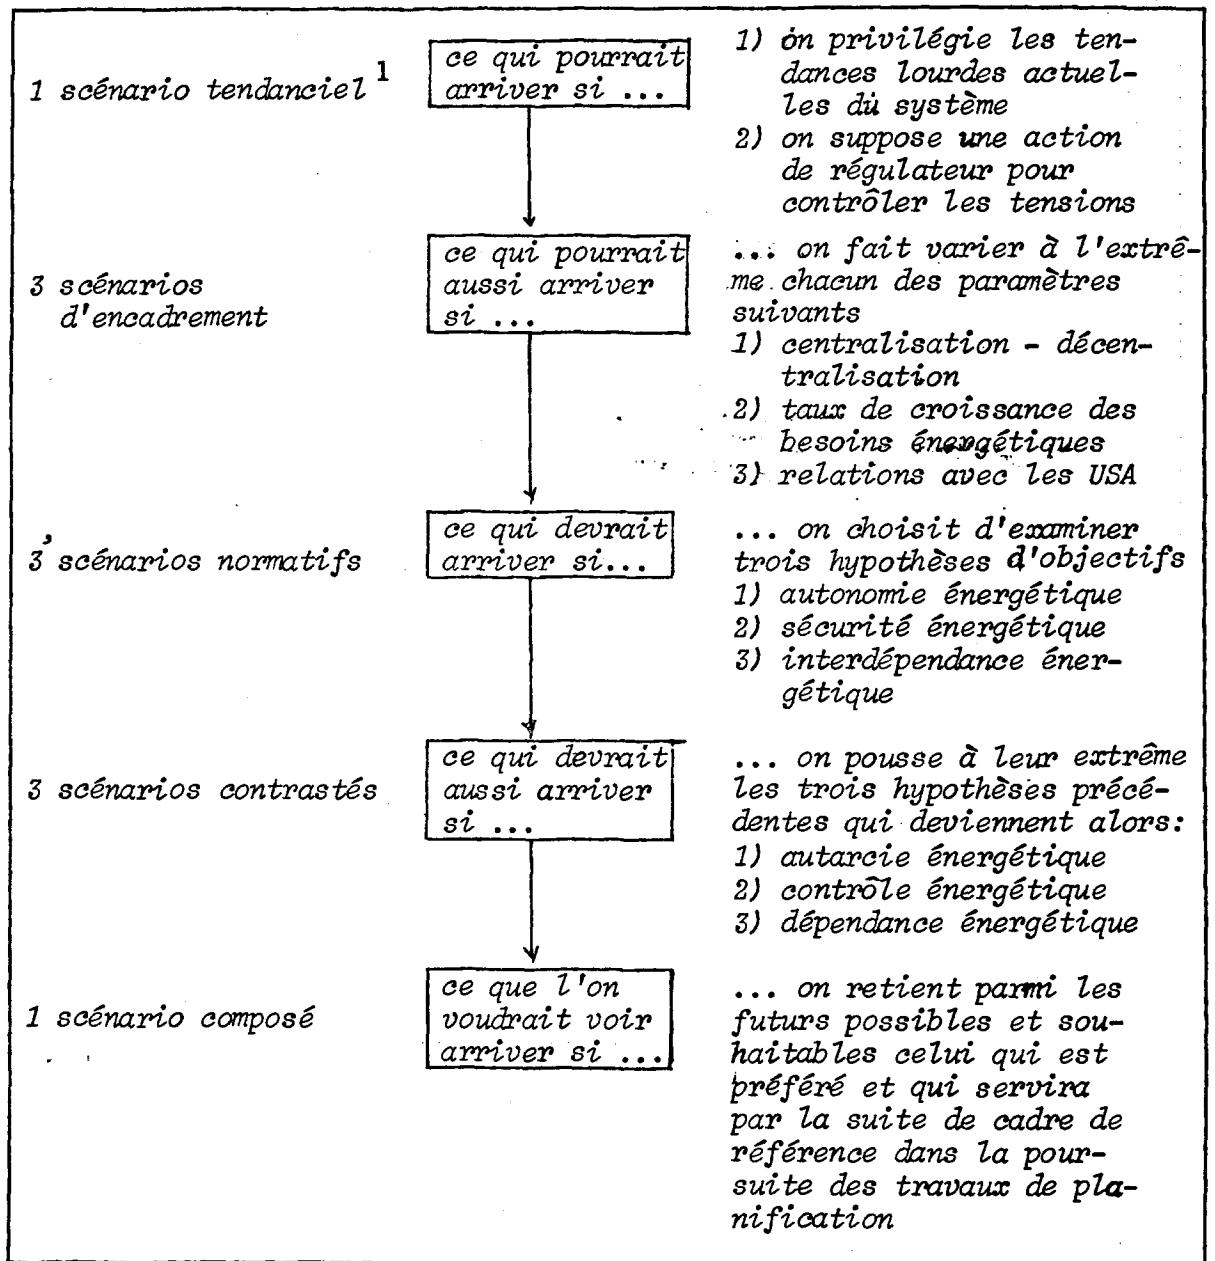 1 scénario tendanciel 1
ce qui pourrait
arriver si ...
1) on privilégie les ten-
dances lourdes actuel-
les du système
2) on suppose une action
de régulateur pour
contrôler les tensions
3 scénarios
d'encadrement
ce qui pourrait
aussi arriver
si ...
... on fait varier à l'extrê-
me chacun des paramètres
suivants
1) centralisation - décen-
tralisation
2) taux de croissance des
besoins énergétiques
3) relations avec les USA
3 scénarios normatifs
ce qui devrait
arriver si...
... on choisit d'examiner
trois hypothèses d'objectifs
1) autonomie énergétique
2) sécurité énergétique
3) interdépendance éner-
gétique
3 scénarios contrastés
ce qui devrait
aussi arriver
si ...
... on pousse à leur extrême
les trois hypothèses précé-
dentes qui deviennent alors:
1) autarcie énergétique
2) contrôle énergétique
3) dépendance énergétique
1 scénario composé
ce que l'on
voudrait voir
arriver si ...
... on retient parmi les
futurs possibles et sou-
haitables celui qui est
préféré et qui servira
par la suite de cadre de
référence dans la pour-
suite des travaux de pla-
nification